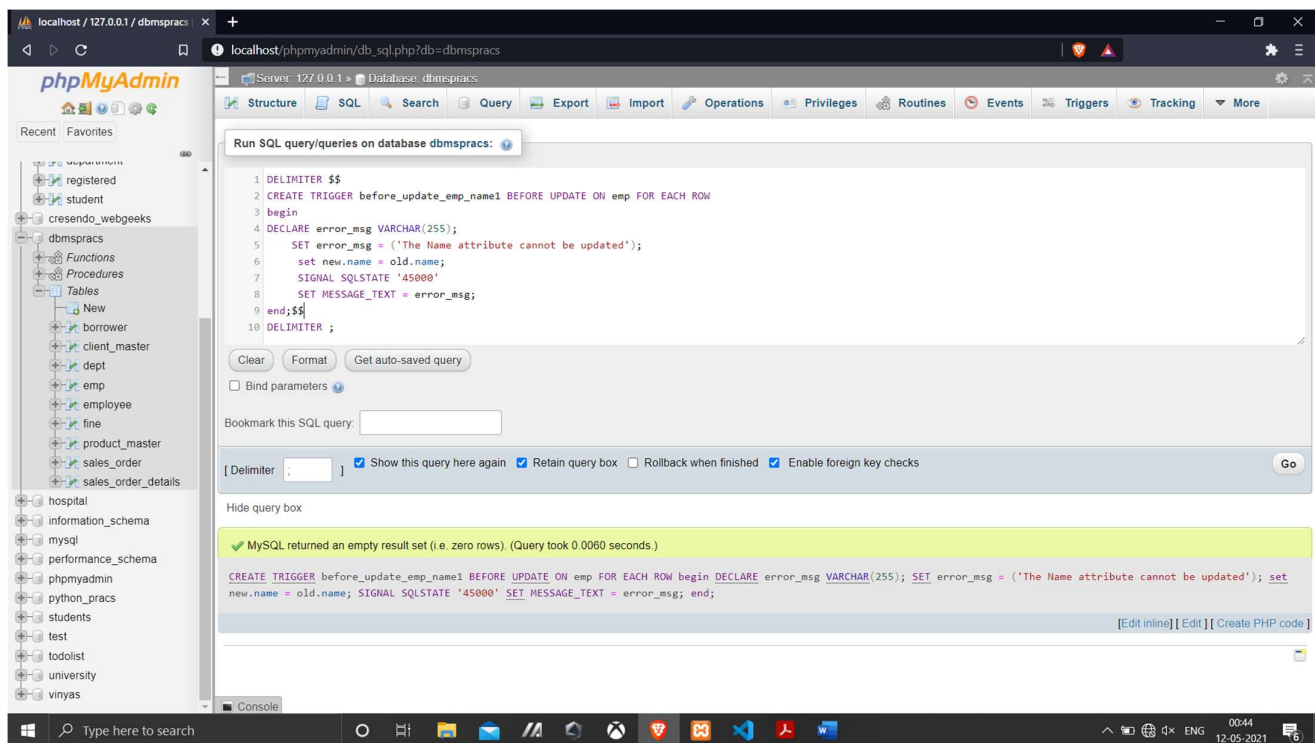 localhost / 127.0.0.1 / dbmspracs
localhost/phpmyadmin/db_sql.php?db=dbmspracs
phpMyAdmin
Recent Favorites
department
registered
student
cresendo_webgeeks
dbmspracs
Functions
Procedures
Tables
New
borrower
client_master
dept
emp
employee
fine
product_master
sales_order
sales_order_details
hospital
information_schema
mysql
performance_schema
phpmyadmin
python_pracs
students
test
todolist
university
vinyas
Server: 127.0.0.1 » Database: dbmspracs
Structure SQL Search Query Export Import Operations Privileges Routines Events Triggers Tracking More
Run SQL query/queries on database dbmspracs:
1 DELIMITER $$
2 CREATE TRIGGER before_update_emp_name1 BEFORE UPDATE ON emp FOR EACH ROW
3 begin
4 DECLARE error_msg VARCHAR(255);
5 SET error_msg = ('The Name attribute cannot be updated');
6 set new.name = old.name;
7 SIGNAL SQLSTATE '45000'
8 SET MESSAGE_TEXT = error_msg;
9 end;$$
10 DELIMITER ;
Clear Format Get auto-saved query
Bind parameters
Bookmark this SQL query:
[ Delimiter ; ] Show this query here again Retain query box Rollback when finished Enable foreign key checks Go
Hide query box
MySQL returned an empty result set (i.e. zero rows). (Query took 0.0060 seconds.)
CREATE TRIGGER before_update_emp_name1 BEFORE UPDATE ON emp FOR EACH ROW begin DECLARE error_msg VARCHAR(255); SET error_msg = ('The Name attribute cannot be updated'); set
new.name = old.name; SIGNAL SQLSTATE '45000' SET MESSAGE_TEXT = error_msg; end;
[Edit inline] [ Edit ] [ Create PHP code ]
Console
Type here to search
ENG
00:44
12-05-2021
6